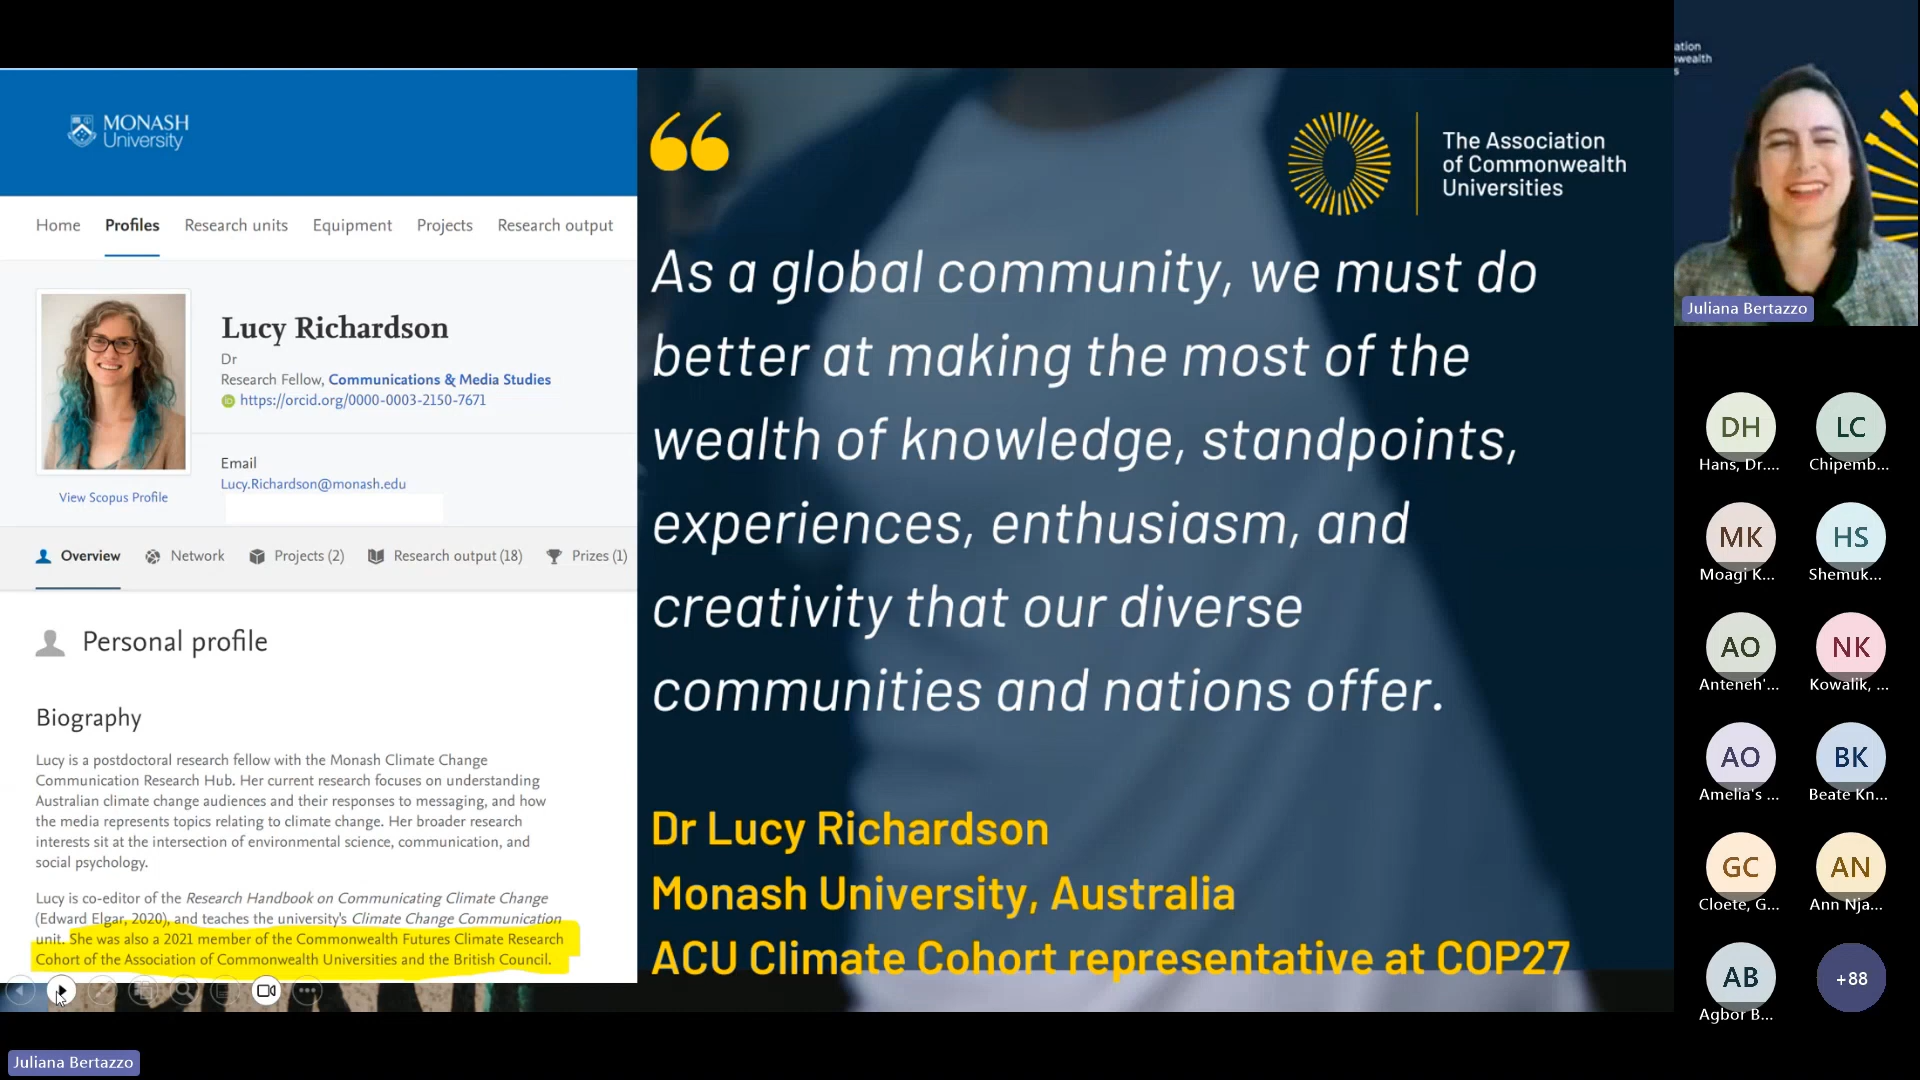 MONASH
University
Home Profiles Research units Equipment Projects Research output
Lucy Richardson
Dr
Research Fellow, Communications & Media Studies
https://orcid.org/0000-0003-2150-7671
Email
Lucy.Richardson@monash.edu
View Scopus Profile
Overview Network Projects (2) Research output (18) Prizes (1)
Personal profile
Biography
Lucy is a postdoctoral research fellow with the Monash Climate Change
Communication Research Hub. Her current research focuses on understanding
Australian climate change audiences and their responses to messaging, and how
the media represents topics relating to climate change. Her broader research
interests sit at the intersection of environmental science, communication, and
social psychology.
Lucy is co-editor of the Research Handbook on Communicating Climate Change
(Edward Elgar, 2020), and teaches the university's Climate Change Communication
unit. She was also a 2021 member of the Commonwealth Futures Climate Research
Cohort of the Association of Commonwealth Universities and the British Council.
“
The Association
of Commonwealth
Universities
As a global community, we must do
better at making the most of the
wealth of knowledge, standpoints,
experiences, enthusiasm, and
creativity that our diverse
communities and nations offer.
Dr Lucy Richardson
Monash University, Australia
ACU Climate Cohort representative at COP27
ation
nwealth
s
Juliana Bertazzo
DH LC
Hans, Dr.... Chipemb...
MK HS
Moagi K... Shemuk...
AO NK
Anteneh'... Kowalik, ...
AO BK
Amelia's ... Beate Kn...
GC AN
Cloete, G... Ann Nja...
AB +88
Agbor B...
Juliana Bertazzo